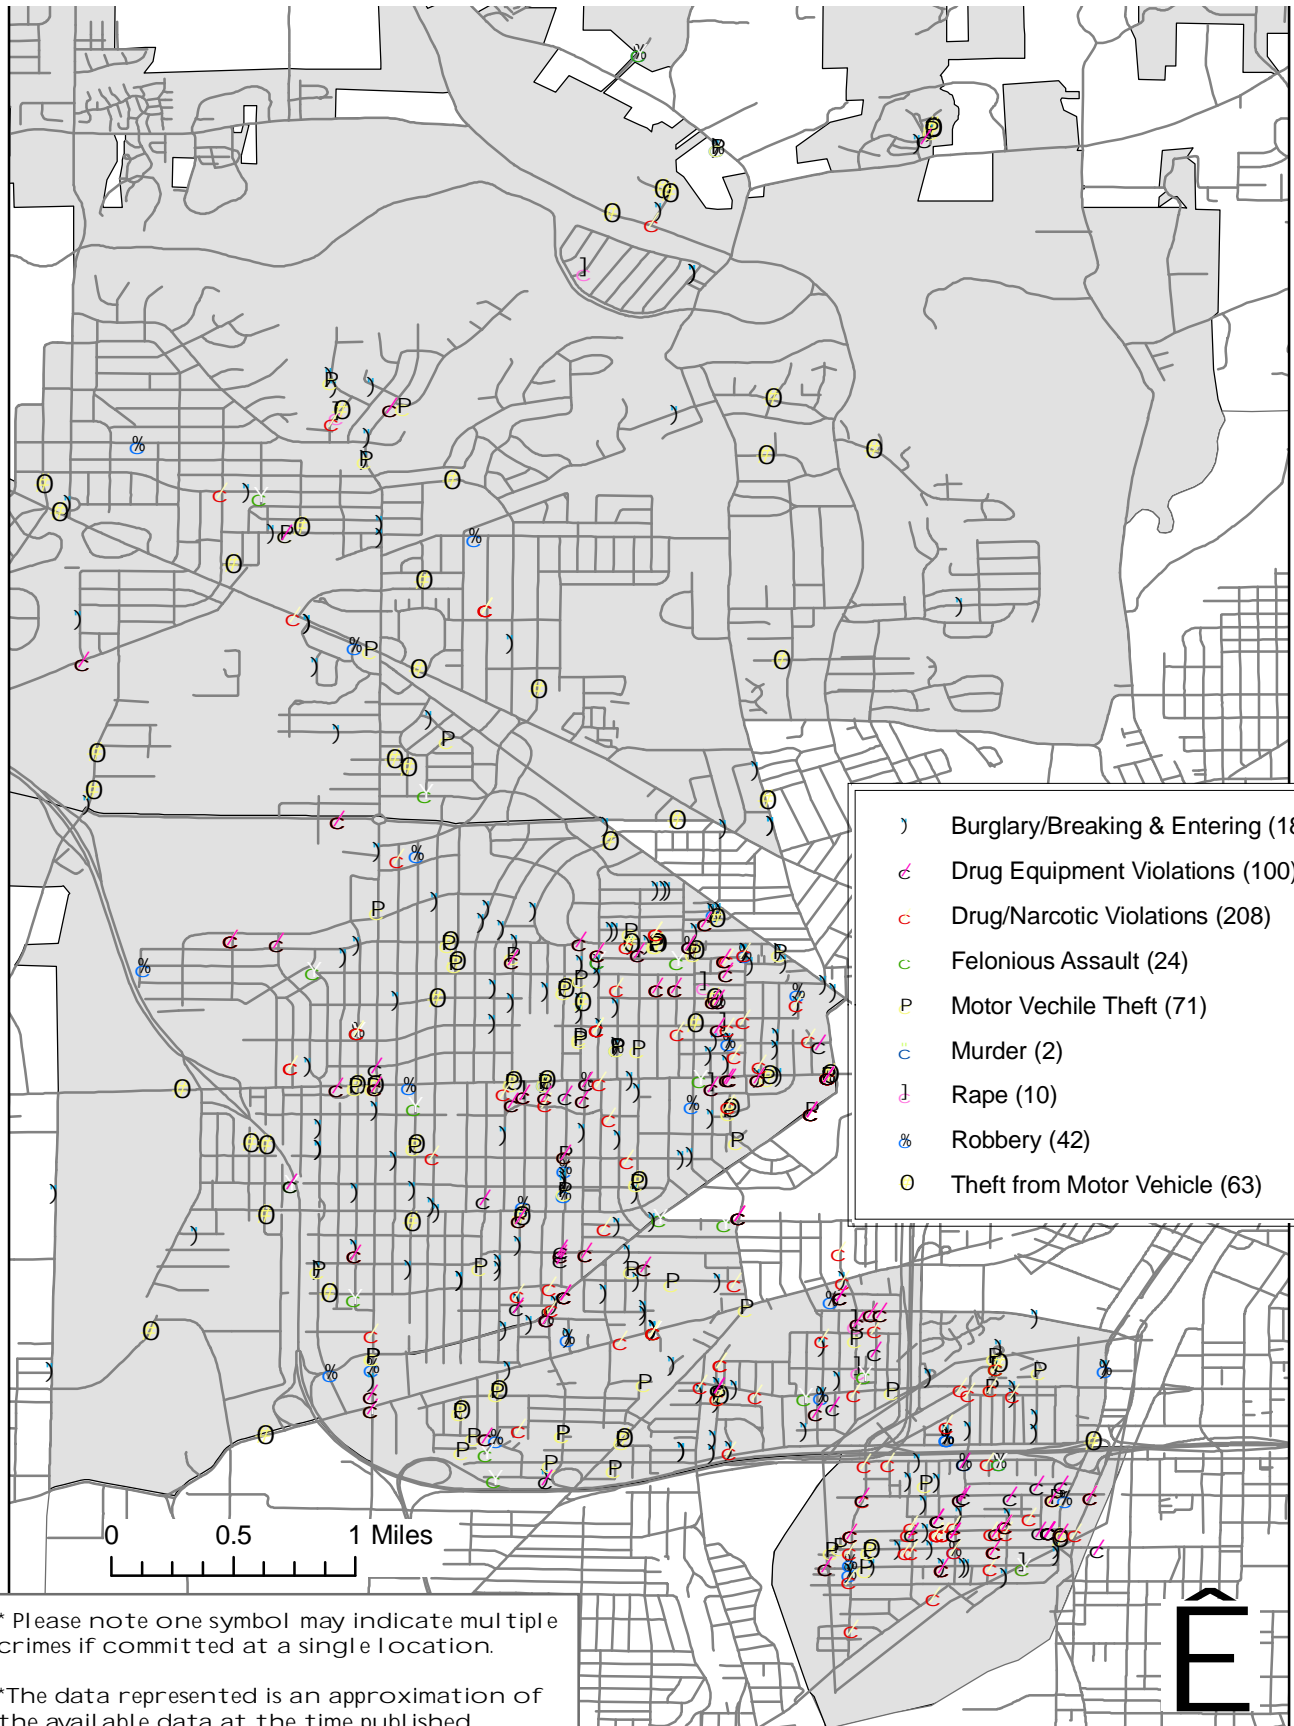 Burglary/Breaking & Entering (18
Drug Equipment Violations (100)
Drug/Narcotic Violations (208)
Felonious Assault (24)
Motor Vechile Theft (71)
Murder (2)
Rape (10)
Robbery (42)
Theft from Motor Vehicle (63)
0 0.5 1 Miles
* Please note one symbol may indicate multiple
crimes if committed at a single location.
*The data represented is an approximation of
the available data at the time published.
Ê